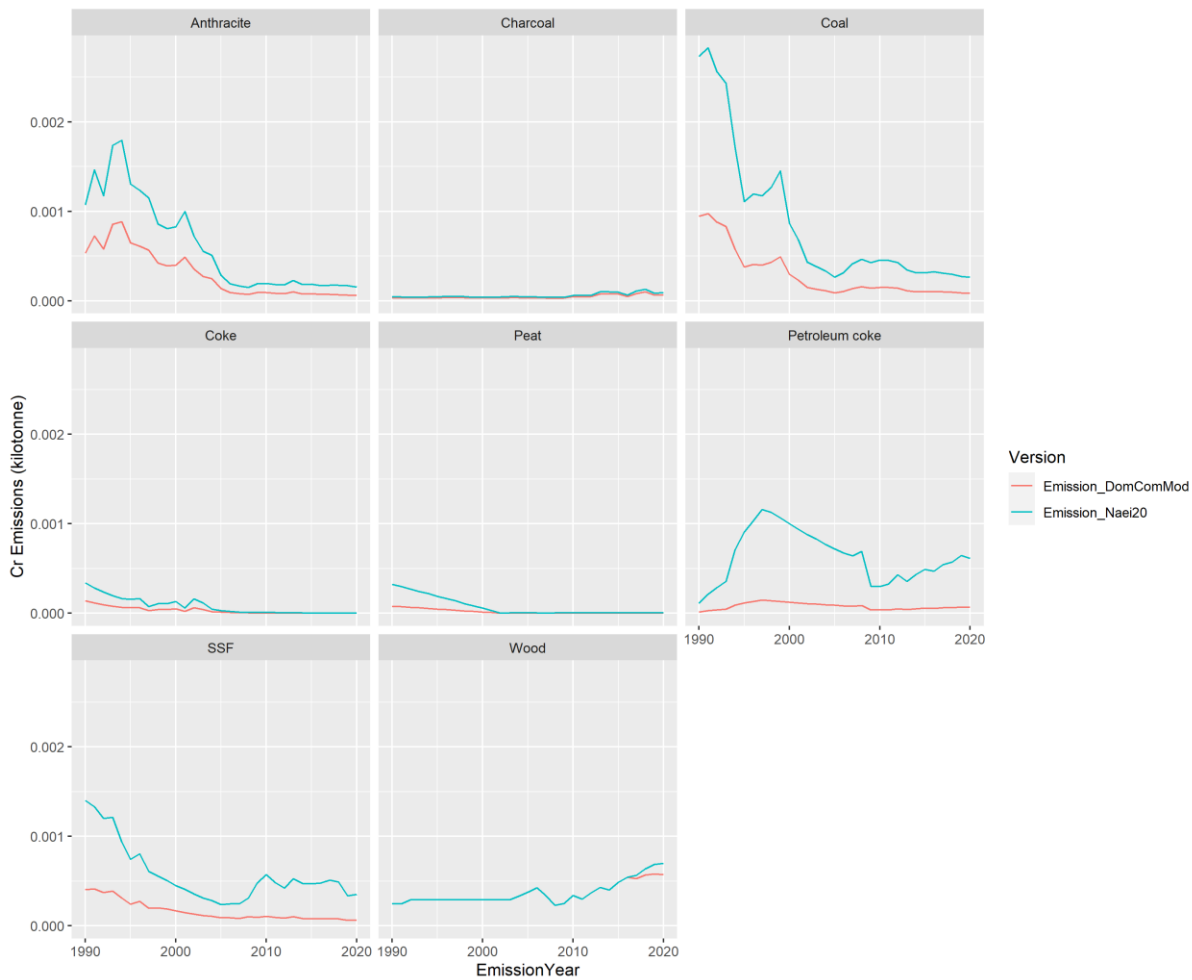 Anthracite
Charcoal
Coal
0.002
0.001
0.000
Coke
Peat
Petroleum coke
0.002
0.001
0.000
1990
2000
2010
2020
SSF
Wood
0.002
0.001
0.000
1990
2000
2010
2020
1990
2000
2010
2020
EmissionYear
Cr Emissions (kilotonne)
Version
Emission_DomComMod
Emission_Naei20